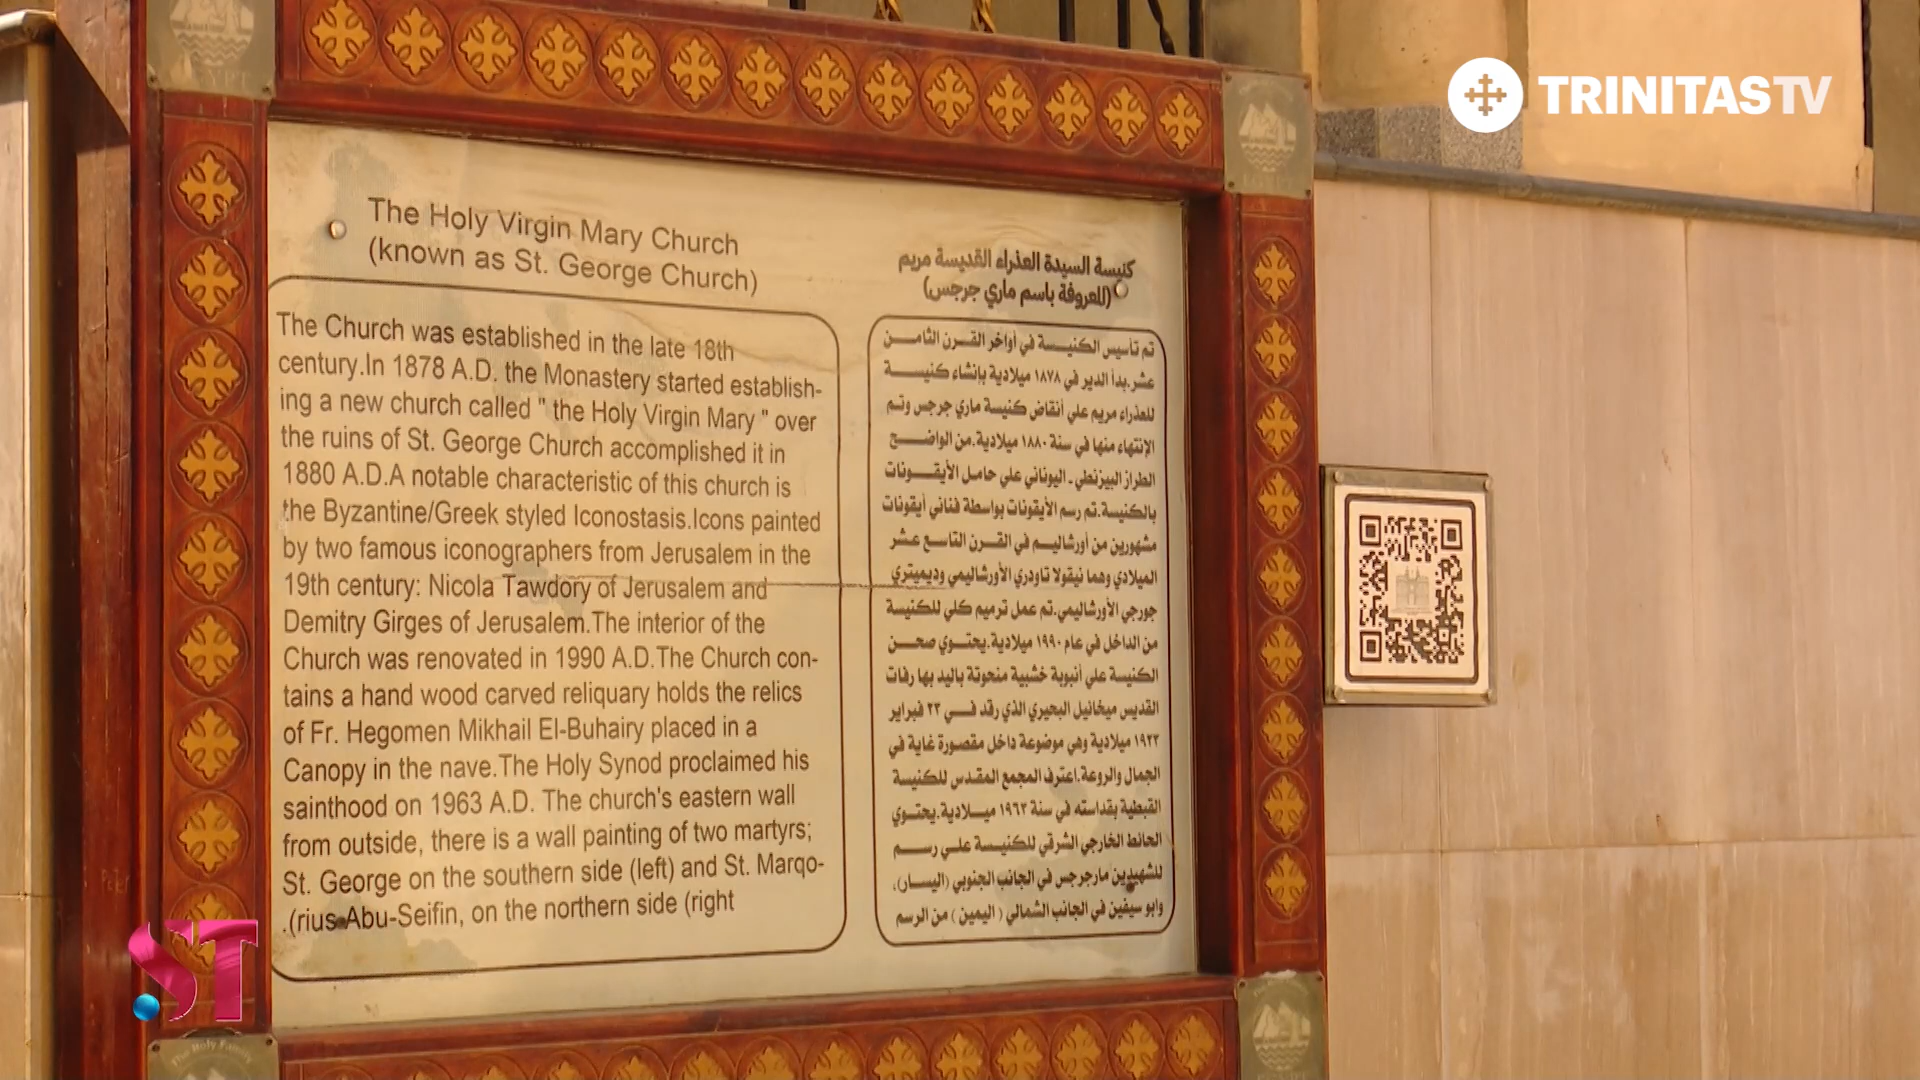 TRINITASTV
The Holy Virgin Mary Church
(known as St. George Church)
The Church was established in the late 18th
century.In 1878 A.D. the Monastery started establish-
ing a new church called " the Holy Virgin Mary " over
the ruins of St. George Church accomplished it in
1880 A.D.A notable characteristic of this church is
the Byzantine/Greek styled Iconostasis.Icons painted
by two famous iconographers from Jerusalem in the
19th century: Nicola Tawdory of Jerusalem and
Demitry Girges of Jerusalem.The interior of the
Church was renovated in 1990 A.D.The Church con-
tains a hand wood carved reliquary holds the relics
of Fr. Hegomen Mikhail El-Buhairy placed in a
Canopy in the nave.The Holy Synod proclaimed his
sainthood on 1963 A.D. The church's eastern wall
from outside, there is a wall painting of two martyrs;
St. George on the southern side (left) and St. Marqo-
.(rius Abu-Seifin, on the northern side (right
كنيسة السيدة العذراء القديسة مريم
(المعروفة باسم ماري جرجس)
تم تأسيس الكنيسة في أواخر القرن الثامن
عشر.بدأ الدير في ١٨٧٨ ميلادية بإنشاء كنيسة
للعذراء مريم علي أنقاض كنيسة ماري جرجس وتم
الإنتهاء منها في سنة ١٨٨٠ ميلادية.من الواضح
الطراز البيزنطي - اليوناني علي حامل الأيقونات
بالكنيسة.تم رسم الأيقونات بواسطة فناني أيقونات
مشهورين من أورشاليم في القرن التاسع عشر
الميلادي وهما نيقولا تاودري الأورشاليمي وديميتري
جورجي الأورشاليمي.تم عمل ترميم كلي للكنيسة
من الداخل في عام ١٩٩٠ ميلادية.يحتوي صحن
الكنيسة علي أنبوبة خشبية منحوتة باليد بها رفات
القديس ميخائيل البحيري الذي رقد في ٢٣ فبراير
١٩٢٣ ميلادية وهي موضوعة داخل مقصورة غاية في
الجمال والروعة.اعترف المجمع المقدس للكنيسة
القبطية بقداسته في سنة ١٩٦٣ ميلادية.يحتوي
الحائط الخارجي الشرقي للكنيسة علي رسم
للشهيدين مارجرجس في الجانب الجنوبي (اليسار)،
وابو سيفين في الجانب الشمالي ( اليمين ) من الرسم
ST
The Holy Family